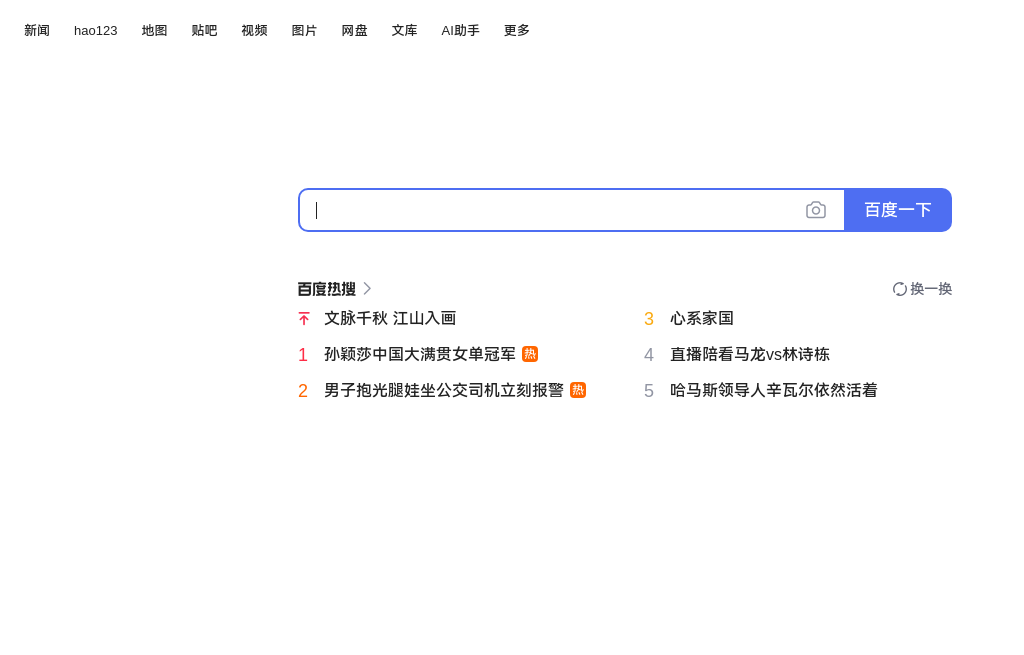 新闻 hao123 地图 贴吧 视频 图片 网盘 文库 AI助手 更多
百度一下
百度热搜 换一换
文脉千秋 江山入画
1 孙颖莎中国大满贯女单冠军 热
2 男子抱光腿娃坐公交司机立刻报警 热
3 心系家国
4 直播陪看马龙vs林诗栋
5 哈马斯领导人辛瓦尔依然活着